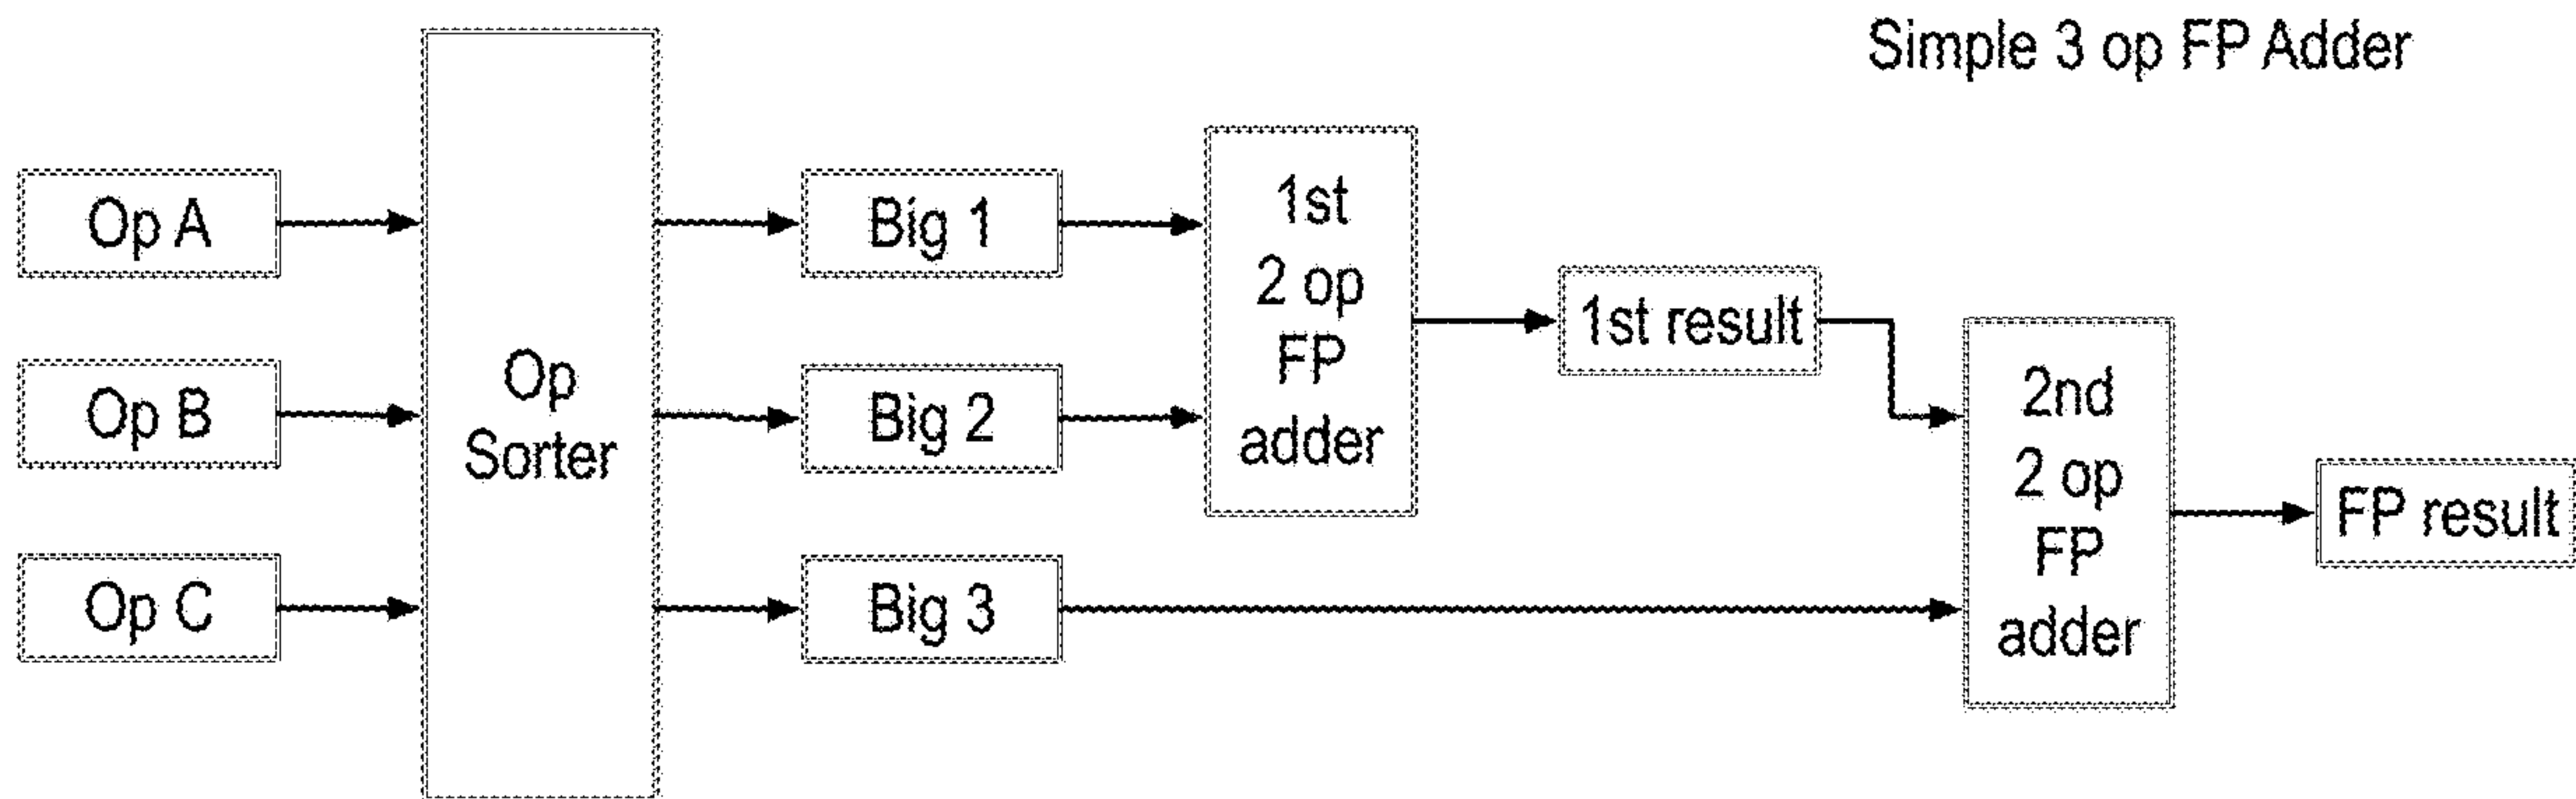 Simple 3 op FP Adder
Op A
Op B
Op C
Op
Sorter
Big 1
Big 2
Big 3
1st
2 op
FP
adder
1st result
2nd
2 op
FP
adder
FP result